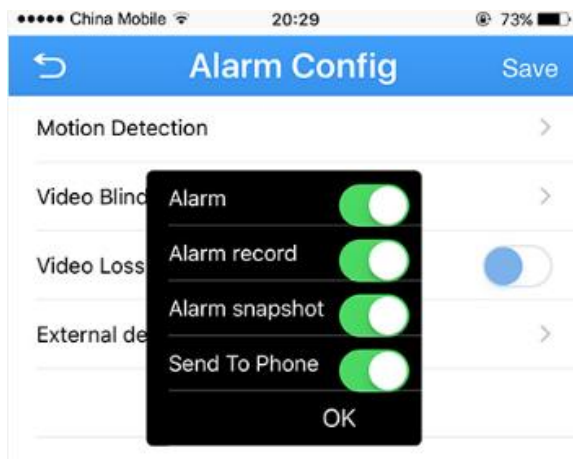 China Mobile 20:29 73%
Alarm Config Save
Motion Detection
Video Blind
Video Loss
External de
Alarm
Alarm record
Alarm snapshot
Send To Phone
OK